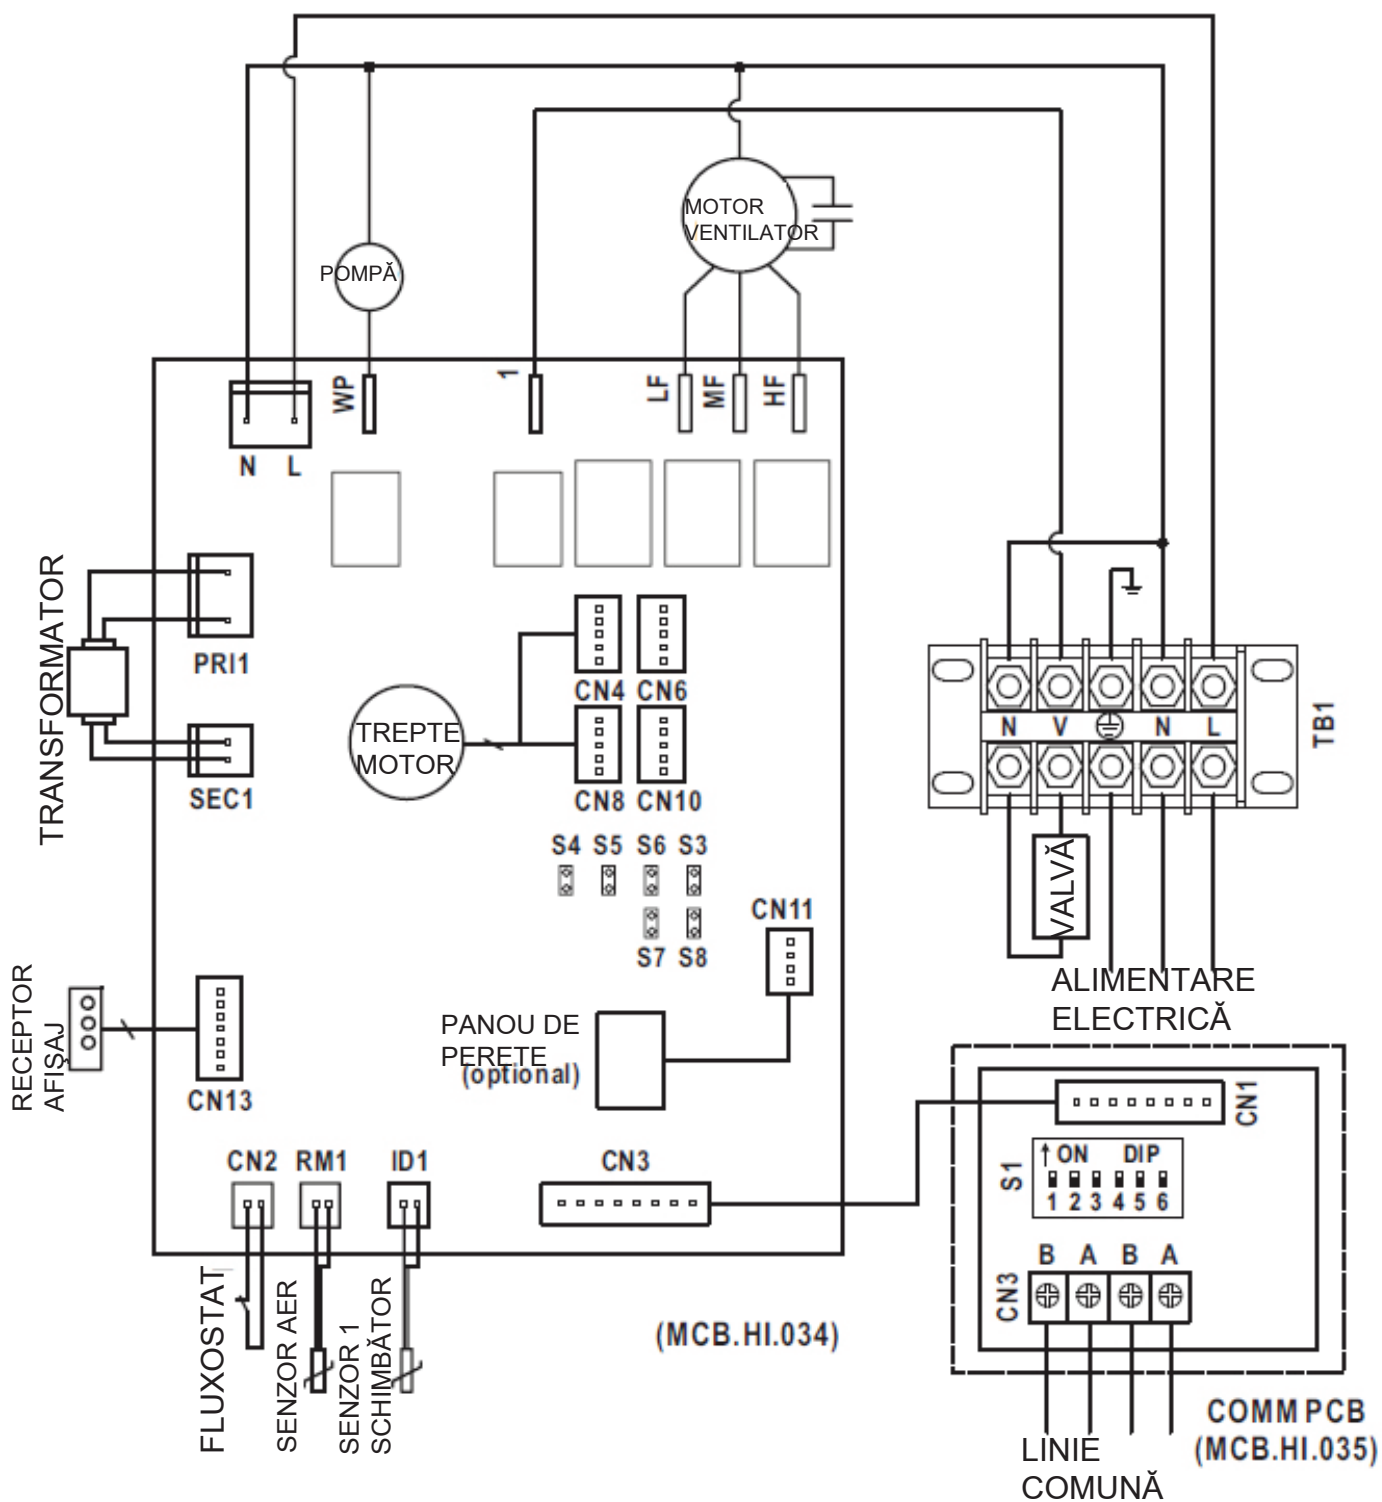 MOTOR
VENTILATOR
POMPĂ
WP
1
LF
MF
HF
N L
TRANSFORMATOR
PRI1
SEC1
CN4 CN6
TREPTE
MOTOR
CN8 CN10
S4 S5 S6 S3
S7 S8
CN11
N V N L
TB1
VALVĂ
ALIMENTARE
ELECTRICĂ
RECEPTOR
AFIȘAJ
CN13
PANOU DE
PERETE
(optional)
CN2 RM1 ID1 CN3
CN1
S1
ON DIP
1 2 3 4 5 6
B A B A
CN3
FLUXOSTAT
SENZOR AER
SENZOR 1
SCHIMBĂTOR
(MCB.HI.034)
COMM PCB
(MCB.HI.035)
LINIE
COMUNĂ